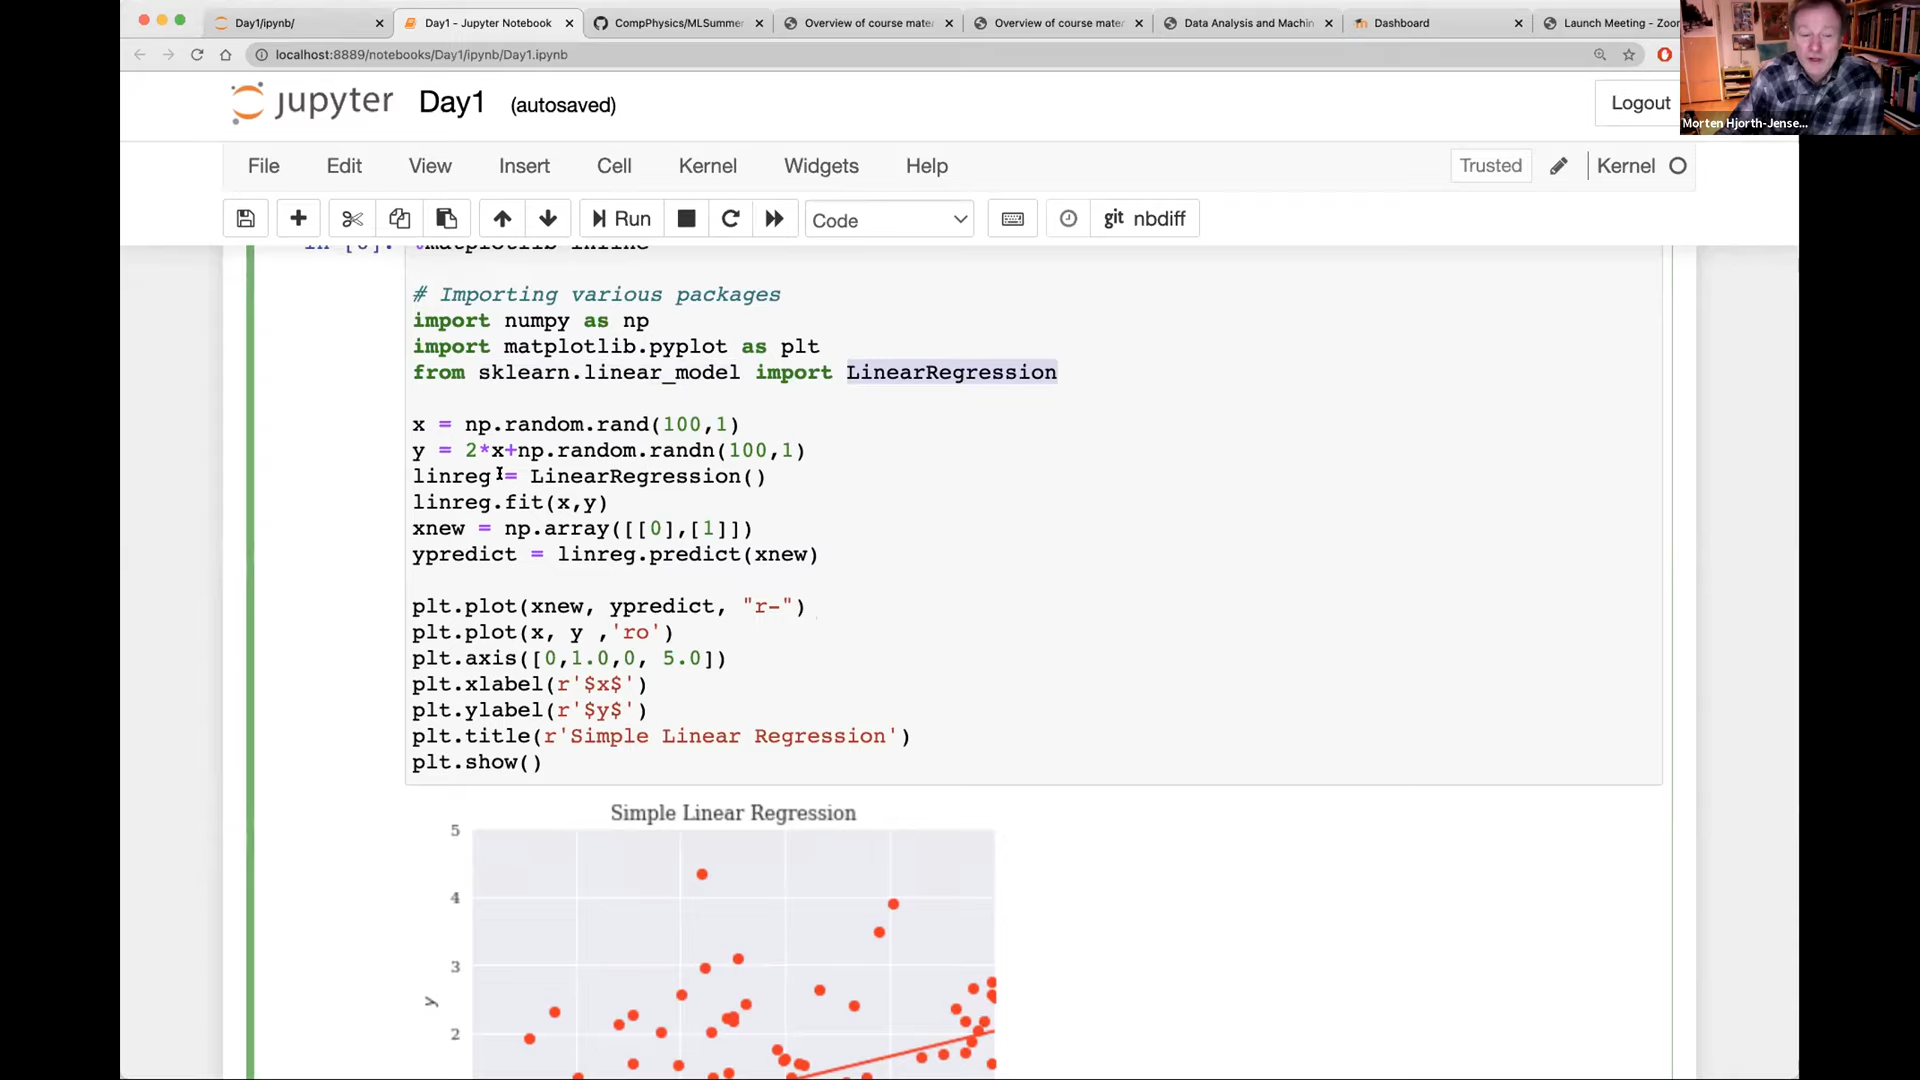 Day1/ipynb/
Day1 - Jupyter Notebook
CompPhysics/MLSummer
Overview of course mate
Overview of course mate
Data Analysis and Machin
Dashboard
Launch Meeting - Zoom
localhost:8889/notebooks/Day1/ipynb/Day1.ipynb
jupyter Day1 (autosaved)
Logout
Morten Hjorth-Jense...
File Edit View Insert Cell Kernel Widgets Help
Trusted
Kernel
Run
Code
git nbdiff
%matplotlib inline
# Importing various packages
import numpy as np
import matplotlib.pyplot as plt
from sklearn.linear_model import LinearRegression
x = np.random.rand(100,1)
y = 2*x+np.random.randn(100,1)
linreg = LinearRegression()
linreg.fit(x,y)
xnew = np.array([[0],[1]])
ypredict = linreg.predict(xnew)
plt.plot(xnew, ypredict, "r-")
plt.plot(x, y ,'ro')
plt.axis([0,1.0,0, 5.0])
plt.xlabel(r'$x$')
plt.ylabel(r'$y$')
plt.title(r'Simple Linear Regression')
plt.show()
Simple Linear Regression
5
4
3
y
2